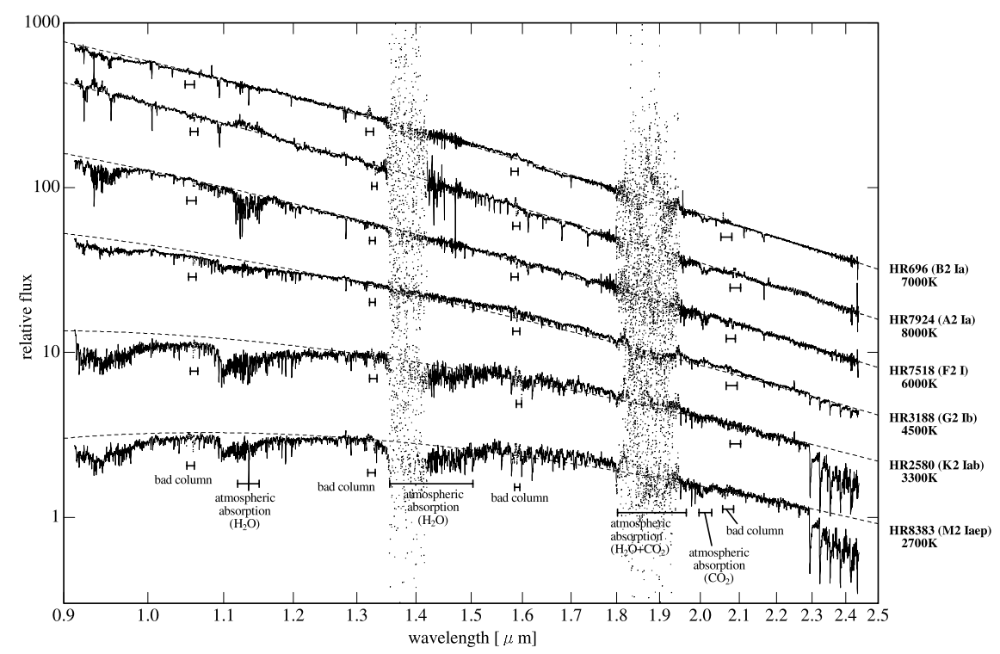 1000
100
10
1
relative flux
0.9 1.0 1.1 1.2 1.3 1.4 1.5 1.6 1.7 1.8 1.9 2.0 2.1 2.2 2.3 2.4 2.5
wavelength [ μ m]
HR696 (B2 Ia)
7000K
HR7924 (A2 Ia)
8000K
HR7518 (F2 I)
6000K
HR3188 (G2 Ib)
4500K
HR2580 (K2 Iab)
3300K
HR8383 (M2 Iaep)
2700K
bad column
atmospheric
absorption
(H2O)
bad column
atmospheric
absorption
(H2O)
bad column
atmospheric
absorption
(H2O+CO2)
atmospheric
absorption
(CO2)
bad column